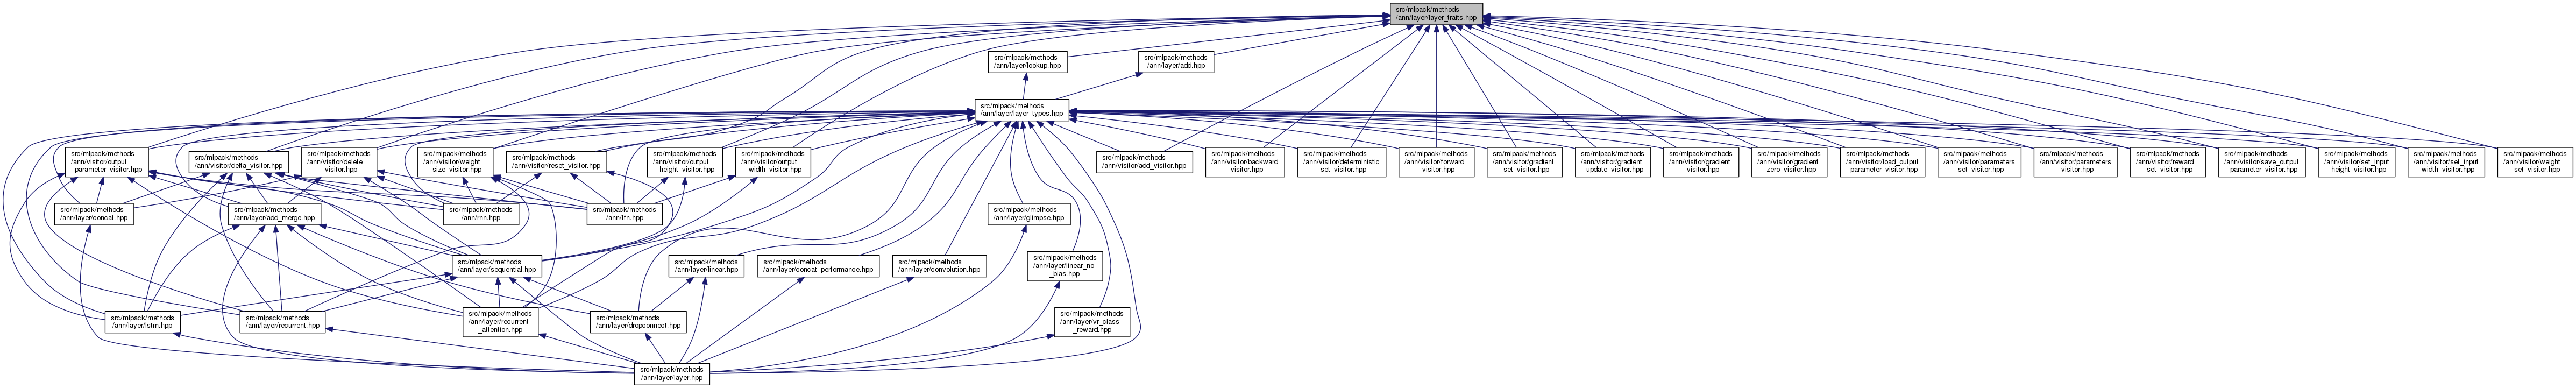 src/mlpack/methods
/ann/layer/layer_traits.hpp
src/mlpack/methods
/ann/layer/lookup.hpp
src/mlpack/methods
/ann/layer/add.hpp
src/mlpack/methods
/ann/layer/layer_types.hpp
src/mlpack/methods
/ann/visitor/output
_parameter_visitor.hpp
src/mlpack/methods
/ann/visitor/delta_visitor.hpp
src/mlpack/methods
/ann/visitor/delete
_visitor.hpp
src/mlpack/methods
/ann/visitor/weight
_size_visitor.hpp
src/mlpack/methods
/ann/visitor/reset_visitor.hpp
src/mlpack/methods
/ann/visitor/output
_height_visitor.hpp
src/mlpack/methods
/ann/visitor/output
_width_visitor.hpp
src/mlpack/methods
/ann/visitor/add_visitor.hpp
src/mlpack/methods
/ann/visitor/backward
_visitor.hpp
src/mlpack/methods
/ann/visitor/deterministic
_set_visitor.hpp
src/mlpack/methods
/ann/visitor/forward
_visitor.hpp
src/mlpack/methods
/ann/visitor/gradient
_set_visitor.hpp
src/mlpack/methods
/ann/visitor/gradient
_update_visitor.hpp
src/mlpack/methods
/ann/visitor/gradient
_visitor.hpp
src/mlpack/methods
/ann/visitor/gradient
_zero_visitor.hpp
src/mlpack/methods
/ann/visitor/load_output
_parameter_visitor.hpp
src/mlpack/methods
/ann/visitor/parameters
_set_visitor.hpp
src/mlpack/methods
/ann/visitor/parameters
_visitor.hpp
src/mlpack/methods
/ann/visitor/reward
_set_visitor.hpp
src/mlpack/methods
/ann/visitor/save_output
_parameter_visitor.hpp
src/mlpack/methods
/ann/visitor/set_input
_height_visitor.hpp
src/mlpack/methods
/ann/visitor/set_input
_width_visitor.hpp
src/mlpack/methods
/ann/visitor/weight
_set_visitor.hpp
src/mlpack/methods
/ann/layer/concat.hpp
src/mlpack/methods
/ann/layer/add_merge.hpp
src/mlpack/methods
/ann/rnn.hpp
src/mlpack/methods
/ann/ffn.hpp
src/mlpack/methods
/ann/layer/glimpse.hpp
src/mlpack/methods
/ann/layer/sequential.hpp
src/mlpack/methods
/ann/layer/linear.hpp
src/mlpack/methods
/ann/layer/concat_performance.hpp
src/mlpack/methods
/ann/layer/convolution.hpp
src/mlpack/methods
/ann/layer/linear_no
_bias.hpp
src/mlpack/methods
/ann/layer/lstm.hpp
src/mlpack/methods
/ann/layer/recurrent.hpp
src/mlpack/methods
/ann/layer/recurrent
_attention.hpp
src/mlpack/methods
/ann/layer/dropconnect.hpp
src/mlpack/methods
/ann/layer/vr_class
_reward.hpp
src/mlpack/methods
/ann/layer/layer.hpp